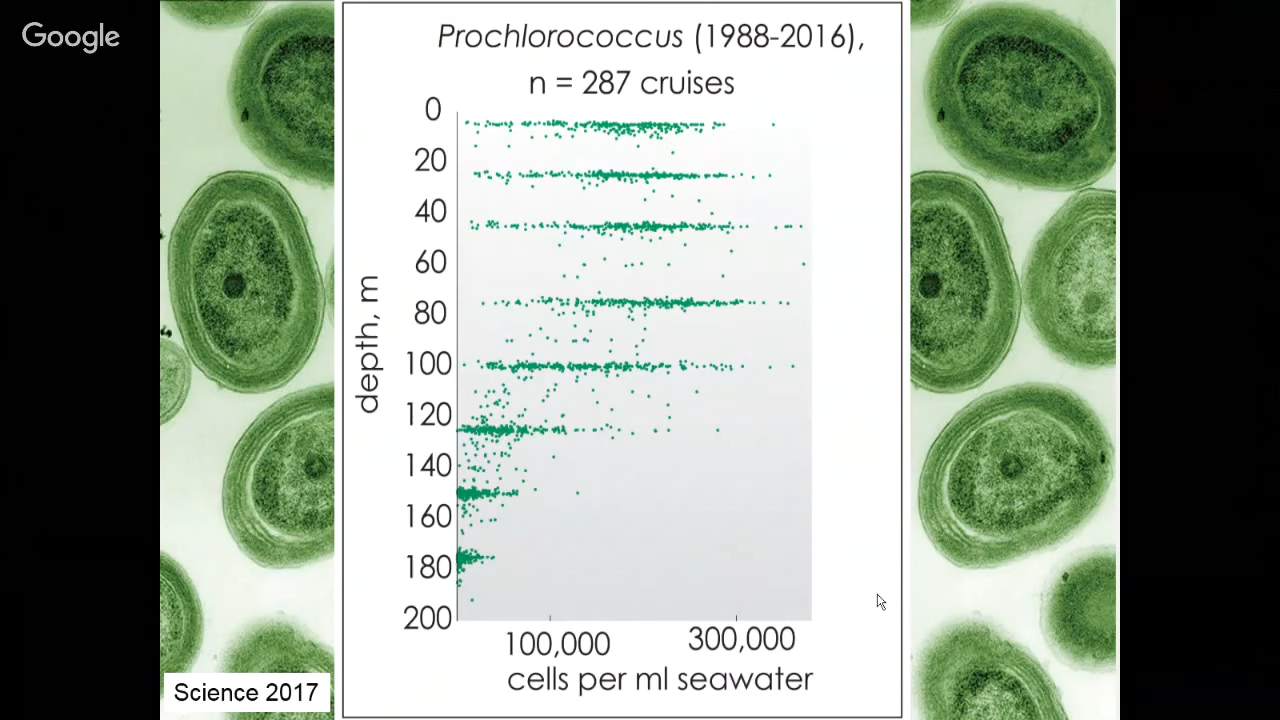 Google
Prochlorococcus (1988-2016),
n = 287 cruises
0
20
40
60
80
100
120
140
160
180
200
depth, m
100,000 300,000
cells per ml seawater
Science 2017